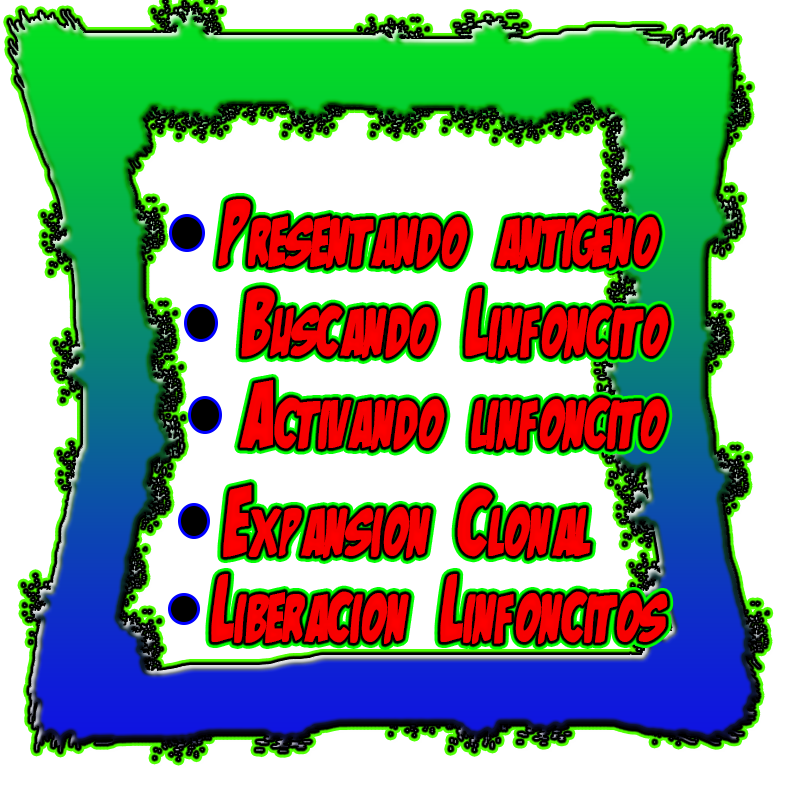 Presentando antigeno
Buscando Linfoncito
Activando linfoncito
Expansion Clonal
Liberacion Linfoncitos